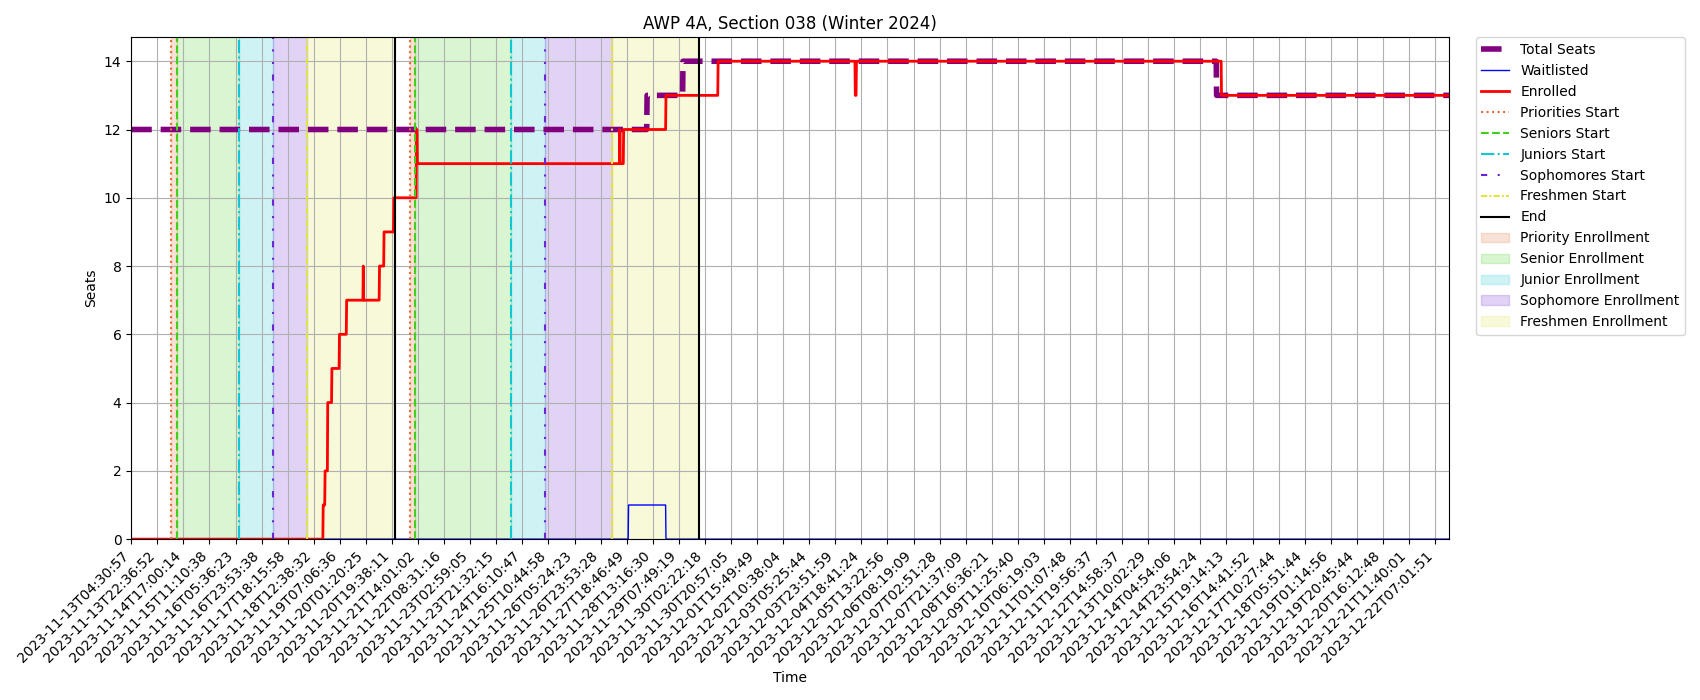 AWP 4A, Section 038 (Winter 2024)
Seats
14
12
10
8
6
4
2
0
2023-11-13T04:30:57
2023-11-13T22:36:52
2023-11-14T17:00:14
2023-11-15T11:10:38
2023-11-16T05:36:23
2023-11-16T23:53:38
2023-11-17T18:15:58
2023-11-18T12:38:32
2023-11-19T07:06:36
2023-11-20T01:20:25
2023-11-20T19:38:11
2023-11-21T14:01:02
2023-11-22T08:31:16
2023-11-23T02:59:05
2023-11-23T21:32:15
2023-11-24T16:10:47
2023-11-25T10:44:58
2023-11-26T05:24:23
2023-11-26T23:53:28
2023-11-27T18:46:49
2023-11-28T13:16:30
2023-11-29T07:49:19
2023-11-30T02:22:18
2023-11-30T20:57:05
2023-12-01T15:49:49
2023-12-02T10:38:04
2023-12-03T05:25:44
2023-12-03T23:51:59
2023-12-04T18:41:24
2023-12-05T13:22:56
2023-12-06T08:19:09
2023-12-07T02:51:28
2023-12-07T21:37:09
2023-12-08T16:36:21
2023-12-09T11:25:40
2023-12-10T06:19:03
2023-12-11T01:07:48
2023-12-11T19:56:37
2023-12-12T14:58:37
2023-12-13T10:02:29
2023-12-14T04:54:06
2023-12-14T23:54:24
2023-12-15T19:14:13
2023-12-16T14:41:52
2023-12-17T10:27:44
2023-12-18T05:51:44
2023-12-19T01:14:56
2023-12-19T20:45:44
2023-12-20T16:12:48
2023-12-21T11:40:01
2023-12-22T07:01:51
Time
Total Seats
Waitlisted
Enrolled
Priorities Start
Seniors Start
Juniors Start
Sophomores Start
Freshmen Start
End
Priority Enrollment
Senior Enrollment
Junior Enrollment
Sophomore Enrollment
Freshmen Enrollment